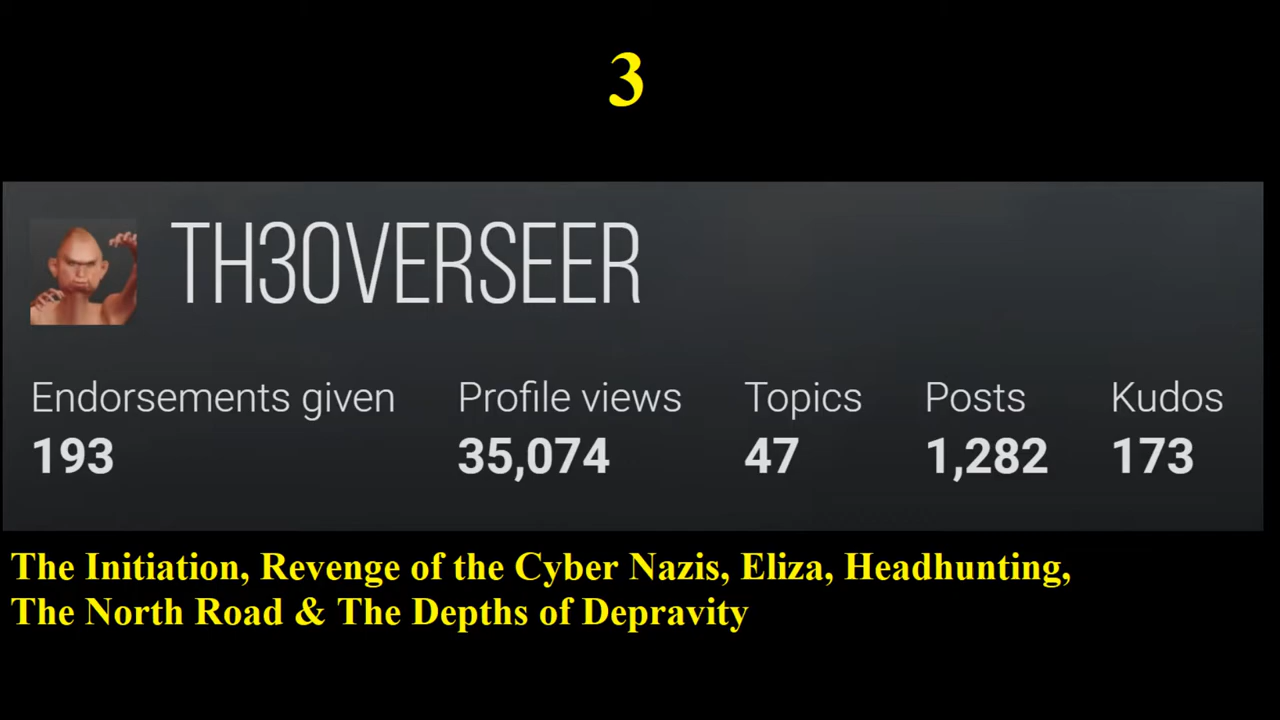 3
TH3OVERSEER
Endorsements given Profile views Topics Posts Kudos
193 35,074 47 1,282 173
The Initiation, Revenge of the Cyber Nazis, Eliza, Headhunting,
The North Road & The Depths of Depravity